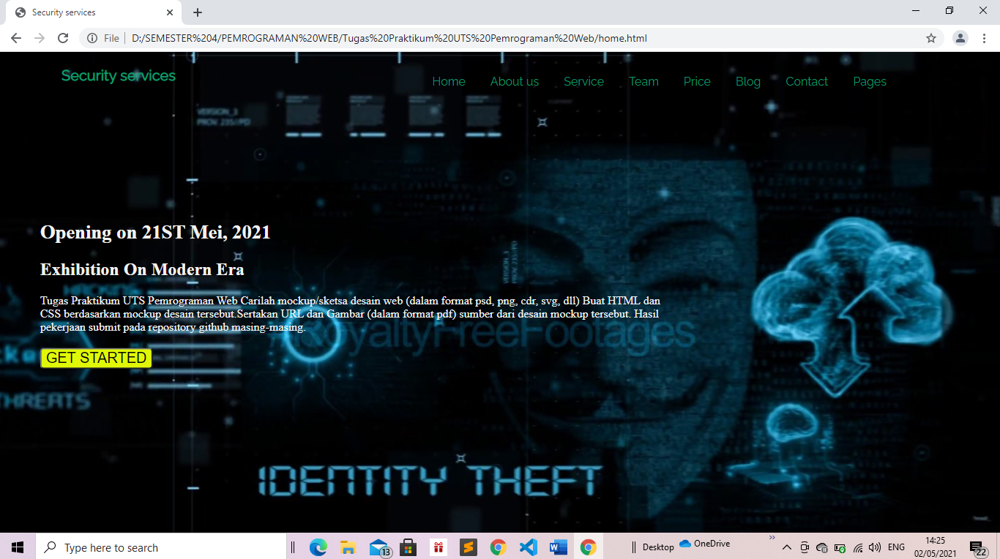 Security services
File
D:/SEMESTER%204/PEMROGRAMAN%20WEB/Tugas%20Praktikum%20UTS%20Pemrograman%20Web/home.html
Security services
Home About us Service Team Price Blog Contact Pages
VERSION_3
Opening on 21ST Mei, 2021
Exhibition On Modern Era
Tugas Praktikum UTS Pemrograman Web Carilah mockup/sketsa desain web (dalam format psd, png, cdr, svg, dll) Buat HTML dan
CSS berdasarkan mockup desain tersebut.Sertakan URL dan Gambar (dalam format pdf) sumber dari desain mockup tersebut. Hasil
pekerjaan submit pada repository github masing-masing.
RoyaltyFreeFootages
GET STARTED
THREATS
IDENTITY THEFT
Type here to search
13
Desktop
OneDrive
ENG
14:25
02/05/2021
22